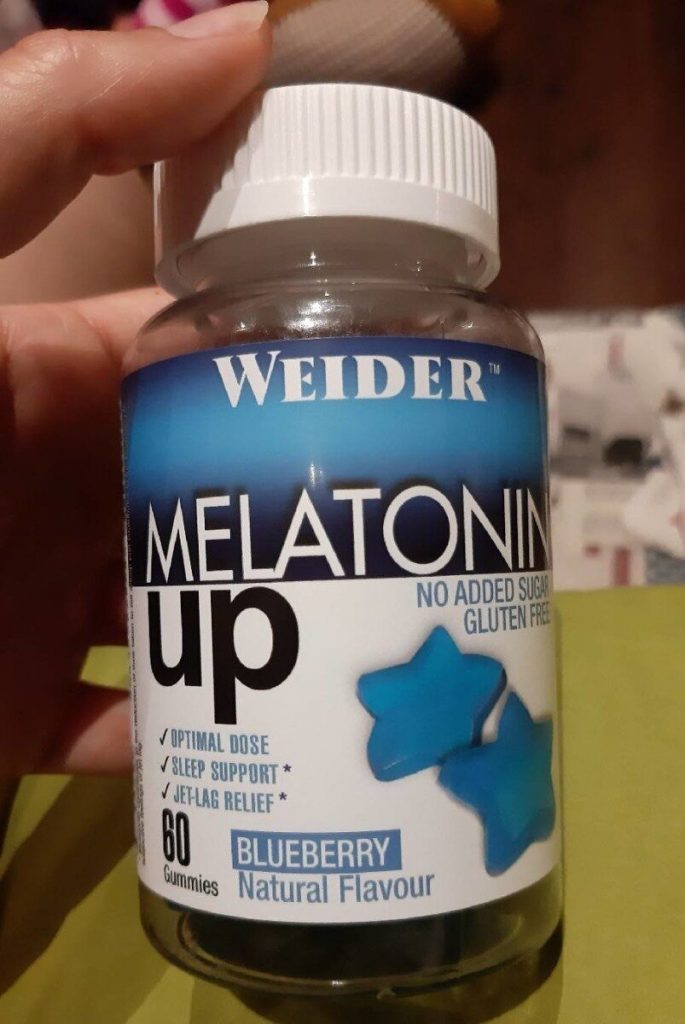 WEIDER™
MELATONIN
up
NO ADDED SUGAR
GLUTEN FREE
✓OPTIMAL DOSE
✓SLEEP SUPPORT*
✓JET-LAG RELIEF*
60
Gummies
BLUEBERRY
Natural Flavour